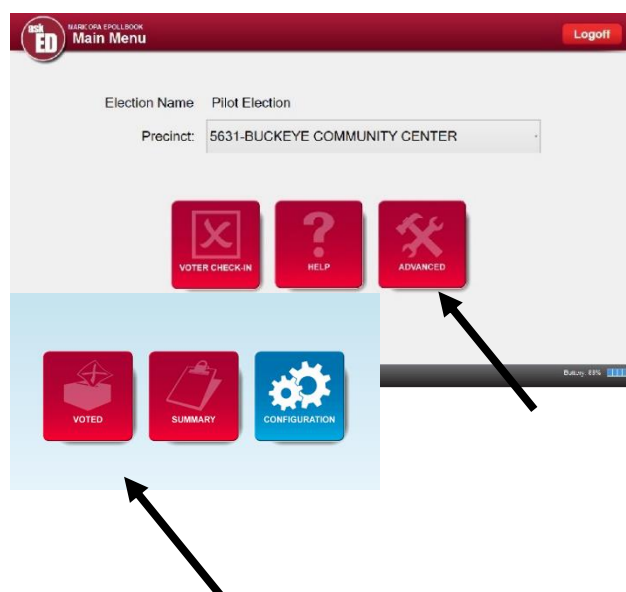 ask
ED
MARICOPA EPOLLBOOK
Main Menu
Logoff
Election Name Pilot Election
Precinct: 5631-BUCKEYE COMMUNITY CENTER
VOTER CHECK-IN
HELP
ADVANCED
Battery: 88%
VOTED
SUMMARY
CONFIGURATION